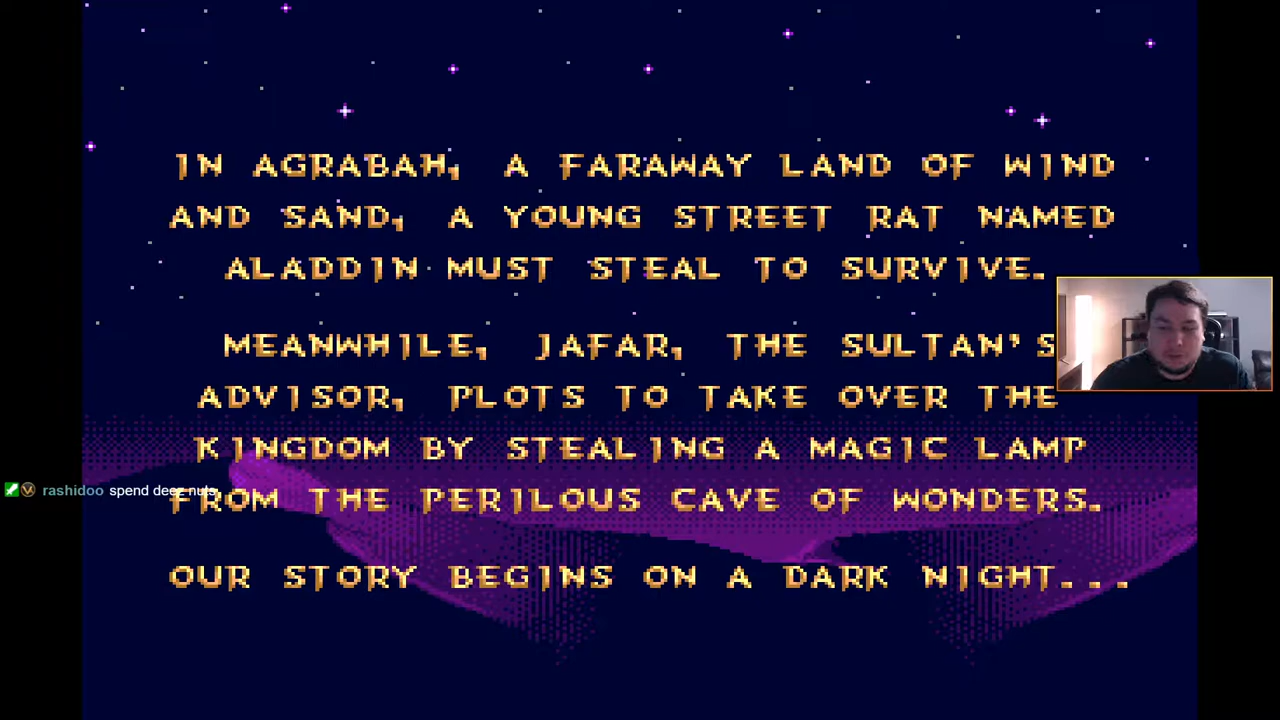 IN AGRABAH, A FARAWAY LAND OF WIND
AND SAND, A YOUNG STREET RAT NAMED
ALADDIN MUST STEAL TO SURVIVE.
MEANWHILE, JAFAR, THE SULTAN'S
ADVISOR, PLOTS TO TAKE OVER THE
KINGDOM BY STEALING A MAGIC LAMP
rashidoo spend deez nuts
FROM THE PERILOUS CAVE OF WONDERS.
OUR STORY BEGINS ON A DARK NIGHT...